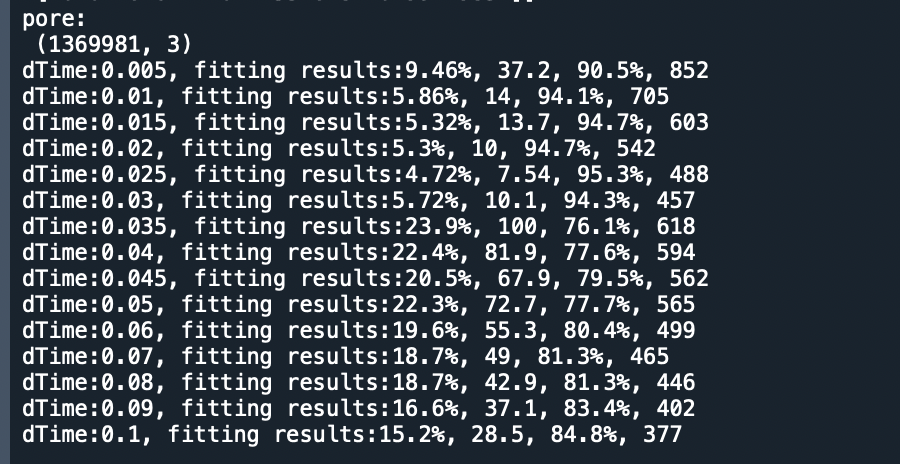 pore:
(1369981, 3)
dTime:0.005, fitting results:9.46%, 37.2, 90.5%, 852
dTime:0.01, fitting results:5.86%, 14, 94.1%, 705
dTime:0.015, fitting results:5.32%, 13.7, 94.7%, 603
dTime:0.02, fitting results:5.3%, 10, 94.7%, 542
dTime:0.025, fitting results:4.72%, 7.54, 95.3%, 488
dTime:0.03, fitting results:5.72%, 10.1, 94.3%, 457
dTime:0.035, fitting results:23.9%, 100, 76.1%, 618
dTime:0.04, fitting results:22.4%, 81.9, 77.6%, 594
dTime:0.045, fitting results:20.5%, 67.9, 79.5%, 562
dTime:0.05, fitting results:22.3%, 72.7, 77.7%, 565
dTime:0.06, fitting results:19.6%, 55.3, 80.4%, 499
dTime:0.07, fitting results:18.7%, 49, 81.3%, 465
dTime:0.08, fitting results:18.7%, 42.9, 81.3%, 446
dTime:0.09, fitting results:16.6%, 37.1, 83.4%, 402
dTime:0.1, fitting results:15.2%, 28.5, 84.8%, 377